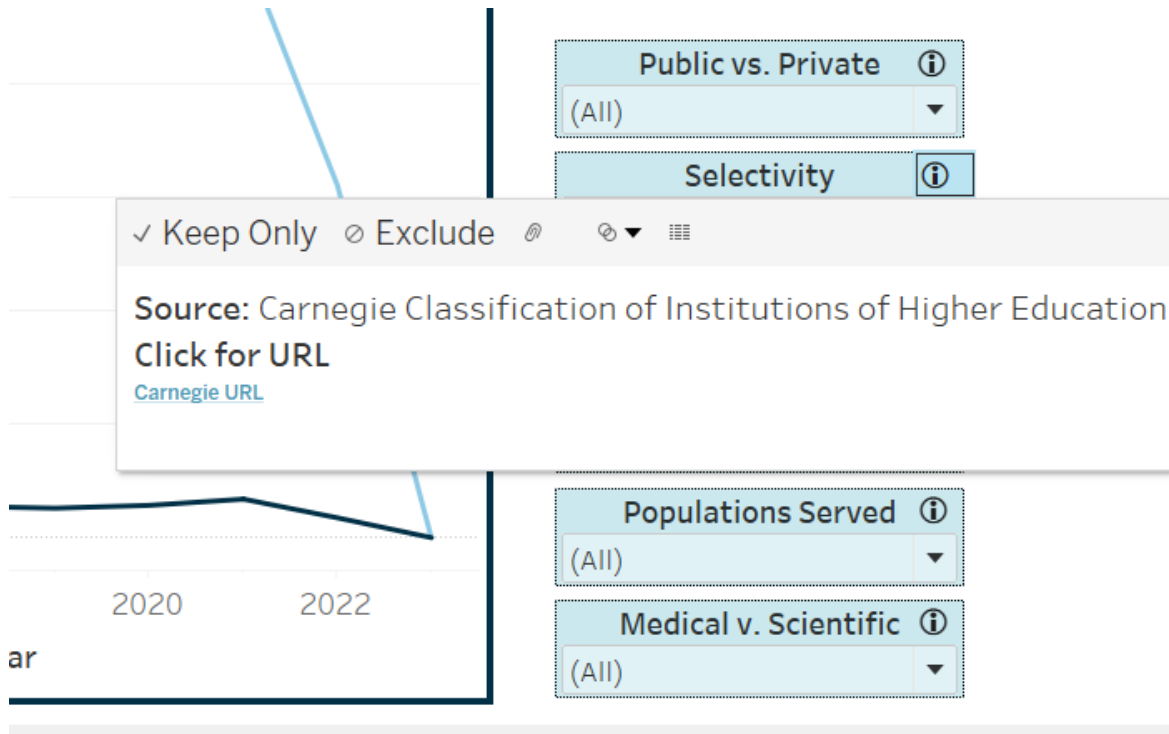 Public vs. Private
(All)
Selectivity
Keep Only Exclude
Source: Carnegie Classification of Institutions of Higher Education
Click for URL
Carnegie URL
Populations Served
(All)
2020 2022
Medical v. Scientific
ar
(All)